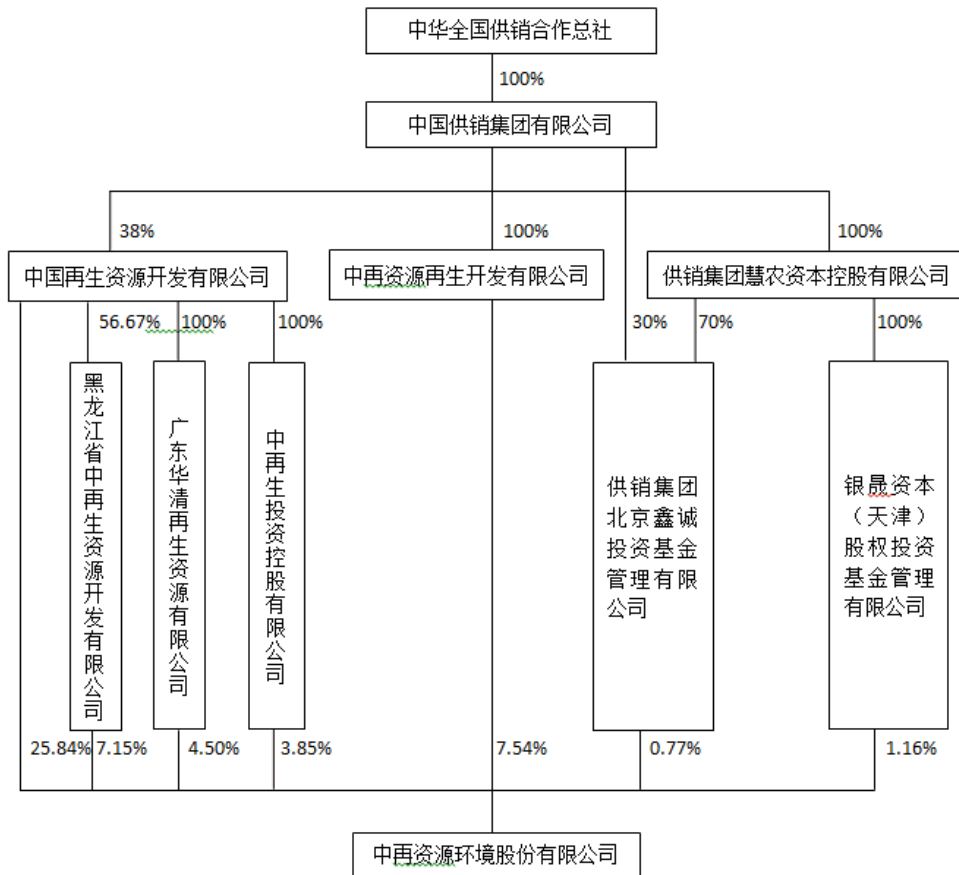 中华全国供销合作总社
100%
中国供销集团有限公司
38%
100%
100%
中国再生资源开发有限公司
中再资源再生开发有限公司
供销集团慧农资本控股有限公司
56.67%
100%
100%
30%
70%
100%
黑龙江省中再生资源开发有限公司
广东华清再生资源有限公司
中再生投资控股有限公司
供销集团
北京鑫诚
投资基金
管理有限
公司
银晟资本
（天津）
股权投资
基金管理
有限公司
25.84%
7.15%
4.50%
3.85%
7.54%
0.77%
1.16%
中再资源环境股份有限公司